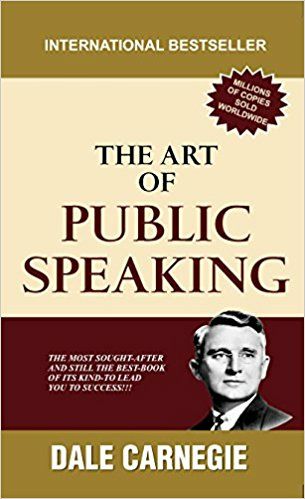 INTERNATIONAL BESTSELLER
MILLIONS
OF COPIES
SOLD
WORLDWIDE
THE ART
OF
PUBLIC
SPEAKING
THE MOST SOUGHT-AFTER
AND STILL THE BEST-BOOK
OF ITS KIND-TO LEAD
YOU TO SUCCESS!!!
DALE CARNEGIE